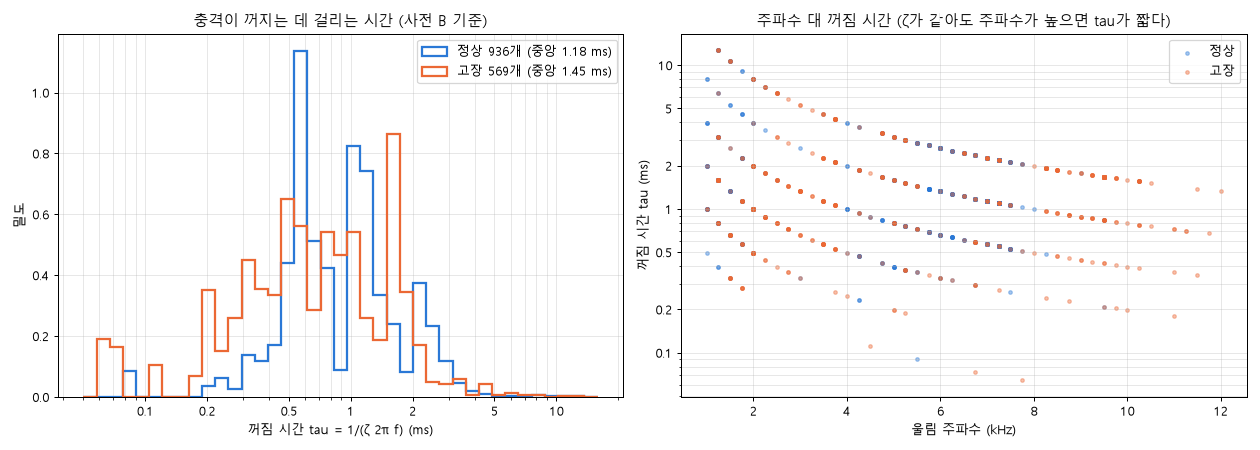 충격이 꺼지는 데 걸리는 시간 (사전 B 기준)
정상 936개 (중앙 1.18 ms)
고장 569개 (중앙 1.45 ms)
밀도
1.0
0.8
0.6
0.4
0.2
0.0
0.1 0.2 0.5 1 2 5 10
꺼짐 시간 tau = 1/(ζ 2π f) (ms)
주파수 대 꺼짐 시간 (ζ가 같아도 주파수가 높으면 tau가 짧다)
정상
고장
꺼짐 시간 tau (ms)
10
5
2
1
0.5
0.2
0.1
2 4 6 8 10 12
울림 주파수 (kHz)